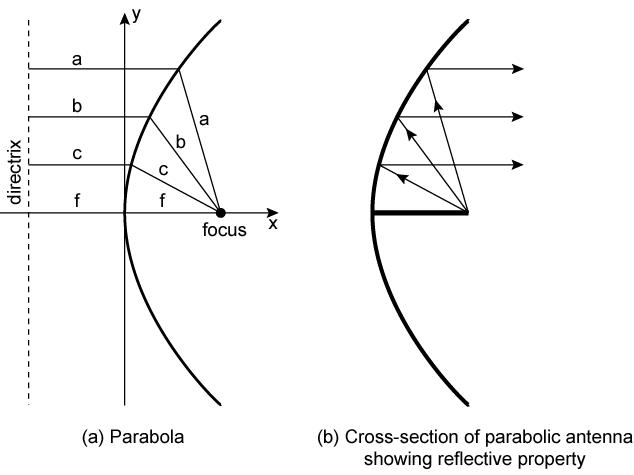 y
a
b
c
f
a
b
c
f
directrix
focus
x
(a) Parabola
(b) Cross-section of parabolic antenna
showing reflective property